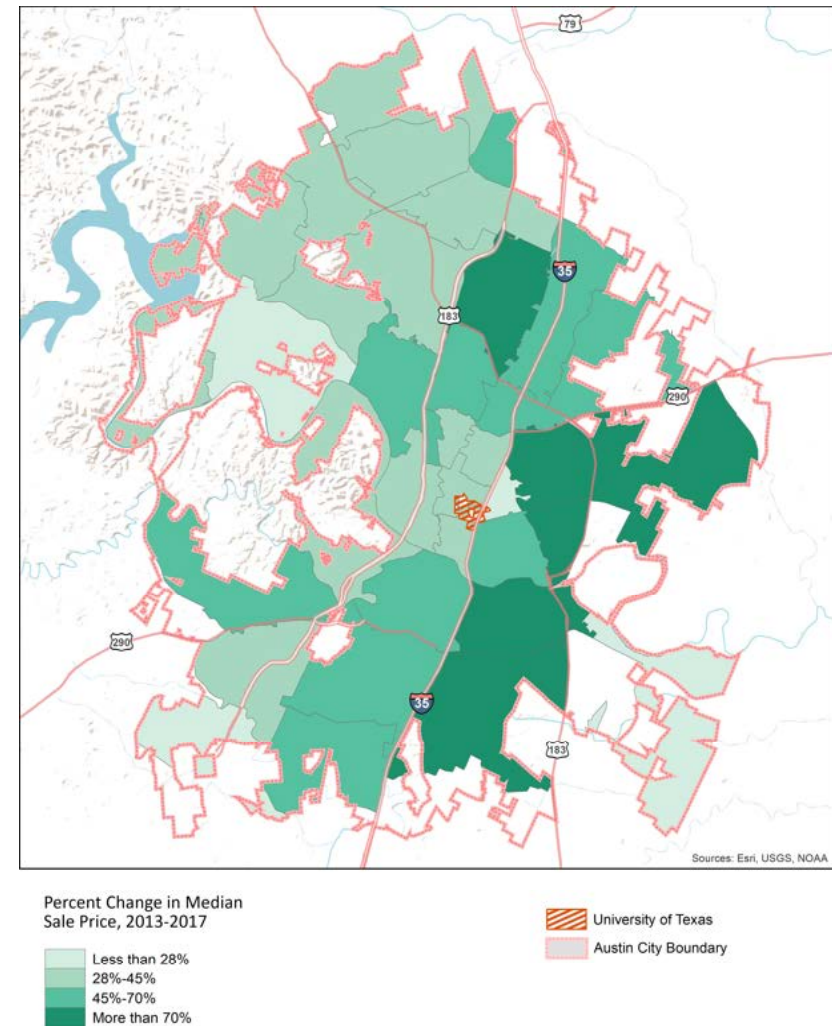 79
35
183
290
290
35
183
Sources: Esri, USGS, NOAA
Percent Change in Median
Sale Price, 2013-2017
Less than 28%
28%-45%
45%-70%
More than 70%
University of Texas
Austin City Boundary